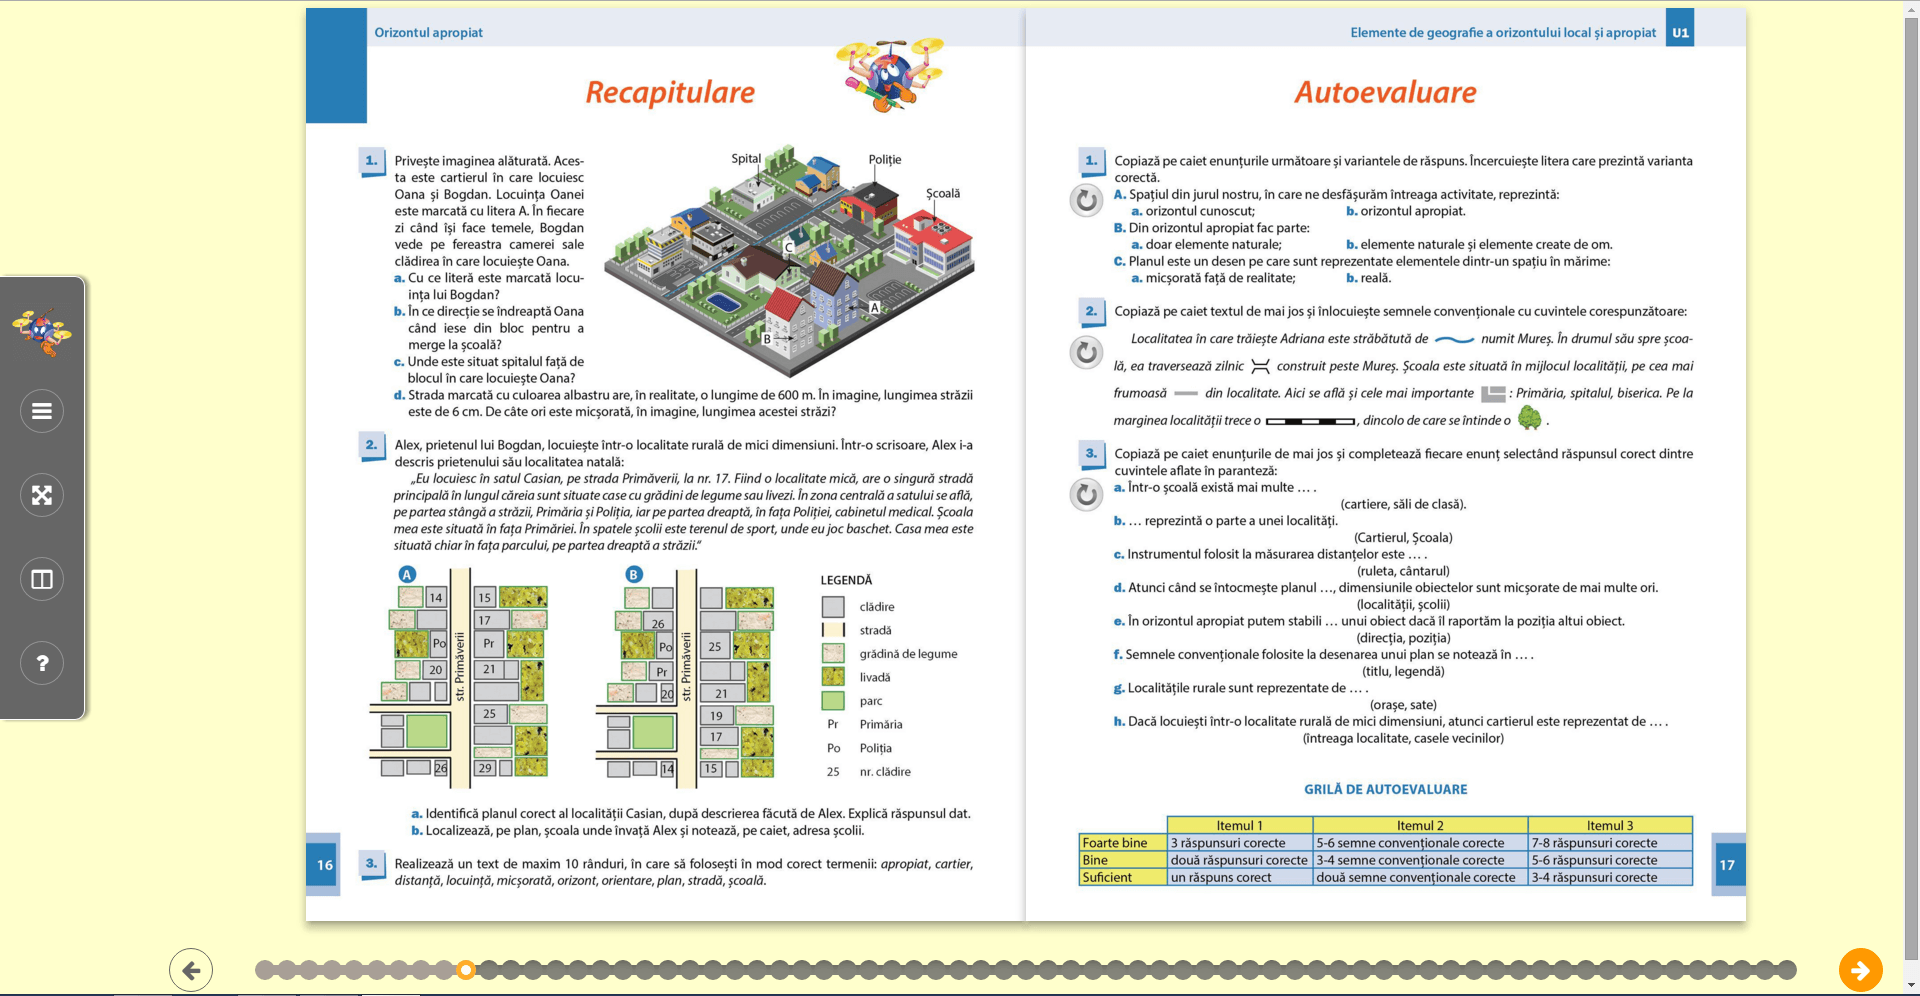 Orizontul apropiat
Recapitulare
1. Privește imaginea alăturată. Aces-
ta este cartierul în care locuiesc
Oana și Bogdan. Locuința Oanei
este marcată cu litera A. În fiecare
zi când își face temele, Bogdan
vede pe fereastra camerei sale
clădirea în care locuiește Oana.
a. Cu ce literă este marcată locu-
ința lui Bogdan?
b. În ce direcție se îndreaptă Oana
când iese din bloc pentru a
merge la școală?
c. Unde este situat spitalul față de
blocul în care locuiește Oana?
d. Strada marcată cu culoarea albastru are, în realitate, o lungime de 600 m. În imagine, lungimea străzii
este de 6 cm. De câte ori este micșorată, în imagine, lungimea acestei străzi?
Spital
Poliție
Școală
C
A
B
2. Alex, prietenul lui Bogdan, locuiește într-o localitate rurală de mici dimensiuni. Într-o scrisoare, Alex i-a
descris prietenului său localitatea natală:
„Eu locuiesc în satul Casian, pe strada Primăverii, la nr. 17. Fiind o localitate mică, are o singură stradă
principală în lungul căreia sunt situate case cu grădini de legume sau livezi. În zona centrală a satului se află,
pe partea stângă a străzii, Primăria și Poliția, iar pe partea dreaptă, în fața Poliției, cabinetul medical. Școala
mea este situată în fața Primăriei. În spatele școlii este terenul de sport, unde eu joc baschet. Casa mea este
situată chiar în fața parcului, pe partea dreaptă a străzii.“
A
14 15
17
Po Pr
20 21
25
26 29
str. Primăverii
B
26
Po 25
Pr
20 21
19
17
14 15
str. Primăverii
LEGENDĂ
clădire
stradă
grădină de legume
livadă
parc
Pr Primăria
Po Poliția
25 nr. clădire
a. Identifică planul corect al localității Casian, după descrierea făcută de Alex. Explică răspunsul dat.
b. Localizează, pe plan, școala unde învață Alex și notează, pe caiet, adresa școlii.
3. Realizează un text de maxim 10 rânduri, în care să folosești în mod corect termenii: apropiat, cartier,
distanță, locuință, micșorată, orizont, orientare, plan, stradă, școală.
16
Elemente de geografie a orizontului local și apropiat U1
Autoevaluare
1. Copiază pe caiet enunțurile următoare și variantele de răspuns. Încercuiește litera care prezintă varianta
corectă.
A. Spațiul din jurul nostru, în care ne desfășurăm întreaga activitate, reprezintă:
a. orizontul cunoscut; b. orizontul apropiat.
B. Din orizontul apropiat fac parte:
a. doar elemente naturale; b. elemente naturale și elemente create de om.
C. Planul este un desen pe care sunt reprezentate elementele dintr-un spațiu în mărime:
a. micșorată față de realitate; b. reală.
2. Copiază pe caiet textul de mai jos și înlocuiește semnele convenționale cu cuvintele corespunzătoare:
Localitatea în care trăiește Adriana este străbătută de numit Mureș. În drumul său spre școa-
lă, ea traversează zilnic construit peste Mureș. Școala este situată în mijlocul localității, pe cea mai
frumoasă din localitate. Aici se află și cele mai importante : Primăria, spitalul, biserica. Pe la
marginea localității trece o , dincolo de care se întinde o .
3. Copiază pe caiet enunțurile de mai jos și completează fiecare enunț selectând răspunsul corect dintre
cuvintele aflate în paranteză:
a. Într-o școală există mai multe ... .
(cartiere, săli de clasă).
b. ... reprezintă o parte a unei localități.
(Cartierul, Școala)
c. Instrumentul folosit la măsurarea distanțelor este ... .
(ruleta, cântarul)
d. Atunci când se întocmește planul ..., dimensiunile obiectelor sunt micșorate de mai multe ori.
(localității, școlii)
e. În orizontul apropiat putem stabili ... unui obiect dacă îl raportăm la poziția altui obiect.
(direcția, poziția)
f. Semnele convenționale folosite la desenarea unui plan se notează în ... .
(titlu, legendă)
g. Localitățile rurale sunt reprezentate de ... .
(orașe, sate)
h. Dacă locuiești într-o localitate rurală de mici dimensiuni, atunci cartierul este reprezentat de ... .
(întreaga localitate, casele vecinilor)
GRILĂ DE AUTOEVALUARE
Itemul 1 Itemul 2 Itemul 3
Foarte bine 3 răspunsuri corecte 5-6 semne convenționale corecte 7-8 răspunsuri corecte
Bine două răspunsuri corecte 3-4 semne convenționale corecte 5-6 răspunsuri corecte
Suficient un răspuns corect două semne convenționale corecte 3-4 răspunsuri corecte
17
?